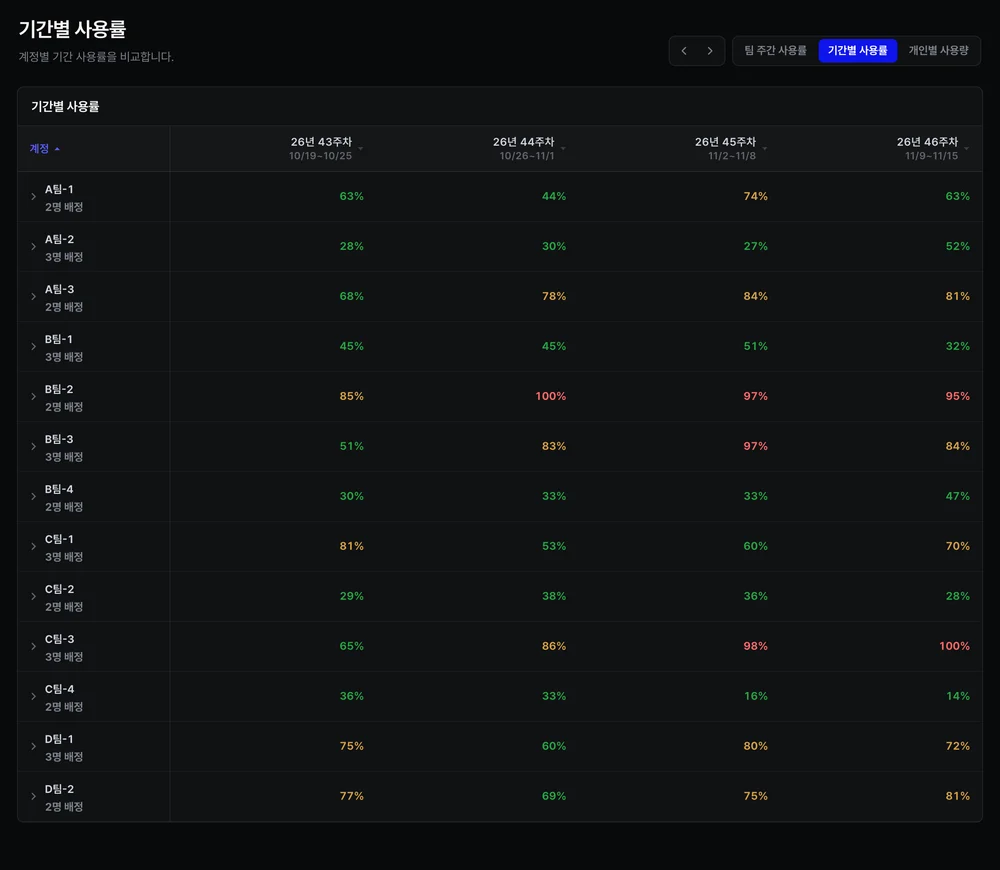 기간별 사용률
계정별 기간 사용률을 비교합니다.
팀 주간 사용률 기간별 사용률 개인별 사용량
기간별 사용률
계정 26년 43주차 26년 44주차 26년 45주차 26년 46주차
10/19~10/25 10/26~11/1 11/2~11/8 11/9~11/15
A팀-1
2명 배정
63% 44% 74% 63%
A팀-2
3명 배정
28% 30% 27% 52%
A팀-3
2명 배정
68% 78% 84% 81%
B팀-1
3명 배정
45% 45% 51% 32%
B팀-2
2명 배정
85% 100% 97% 95%
B팀-3
3명 배정
51% 83% 97% 84%
B팀-4
2명 배정
30% 33% 33% 47%
C팀-1
3명 배정
81% 53% 60% 70%
C팀-2
2명 배정
29% 38% 36% 28%
C팀-3
3명 배정
65% 86% 98% 100%
C팀-4
2명 배정
36% 33% 16% 14%
D팀-1
3명 배정
75% 60% 80% 72%
D팀-2
2명 배정
77% 69% 75% 81%